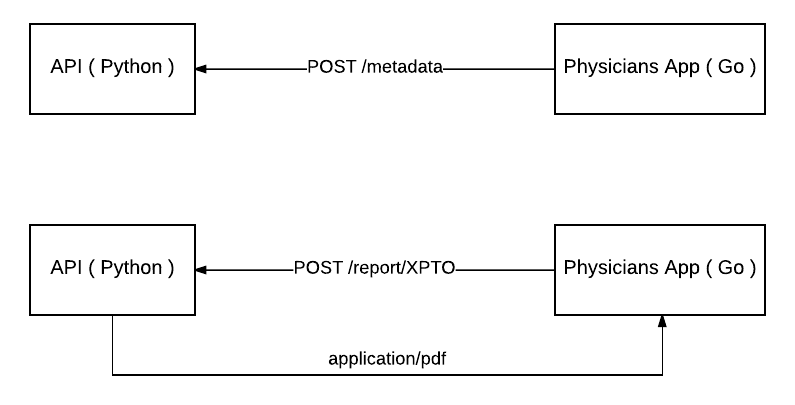 API ( Python )
POST /metadata
Physicians App ( Go )
API ( Python )
POST /report/XPTO
Physicians App ( Go )
application/pdf